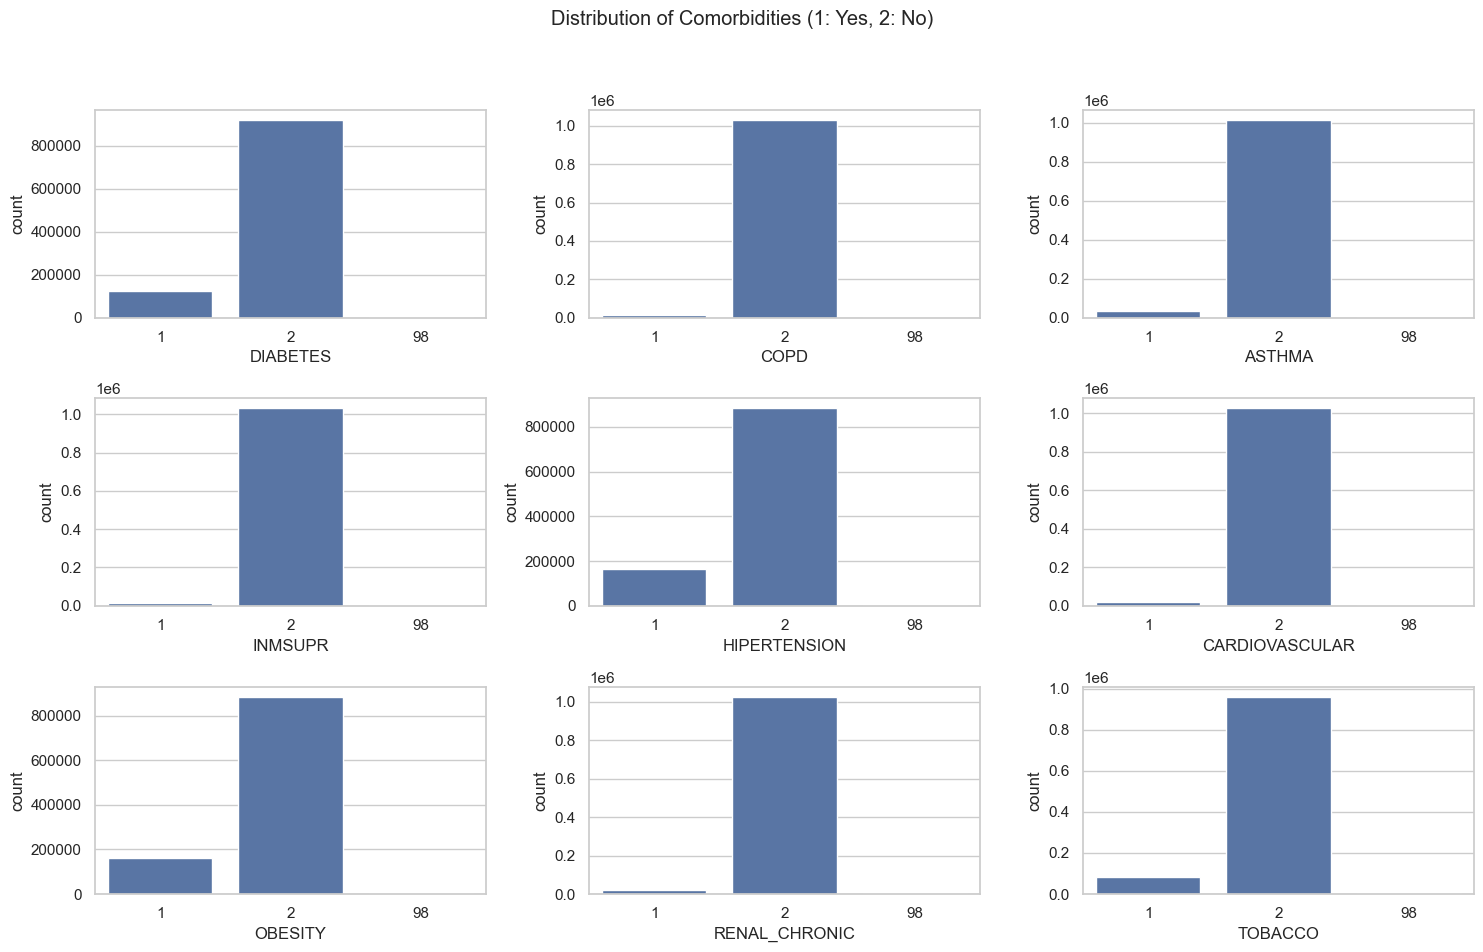 Distribution of Comorbidities (1: Yes, 2: No)
800000
600000
400000
200000
0
count
1 2 98
DIABETES
1e6
1.0
0.8
0.6
0.4
0.2
0.0
count
1 2 98
COPD
1e6
1.0
0.8
0.6
0.4
0.2
0.0
count
1 2 98
ASTHMA
1e6
1.0
0.8
0.6
0.4
0.2
0.0
count
1 2 98
INMSUPR
800000
600000
400000
200000
0
count
1 2 98
HIPERTENSION
1e6
1.0
0.8
0.6
0.4
0.2
0.0
count
1 2 98
CARDIOVASCULAR
800000
600000
400000
200000
0
count
1 2 98
OBESITY
1e6
1.0
0.8
0.6
0.4
0.2
0.0
count
1 2 98
RENAL_CHRONIC
1e6
1.0
0.8
0.6
0.4
0.2
0.0
count
1 2 98
TOBACCO